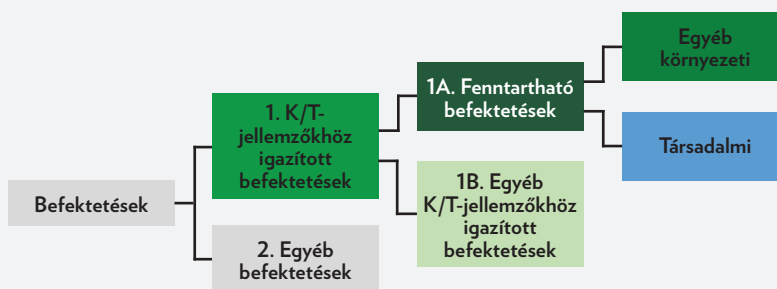 Befektetések
1. K/T-
jellemzőkhöz
igazított
befektetések
2. Egyéb
befektetések
1A. Fenntartható
befektetések
1B. Egyéb
K/T-jellemzőkhöz
igazított
befektetések
Egyéb
környezeti
Társadalmi